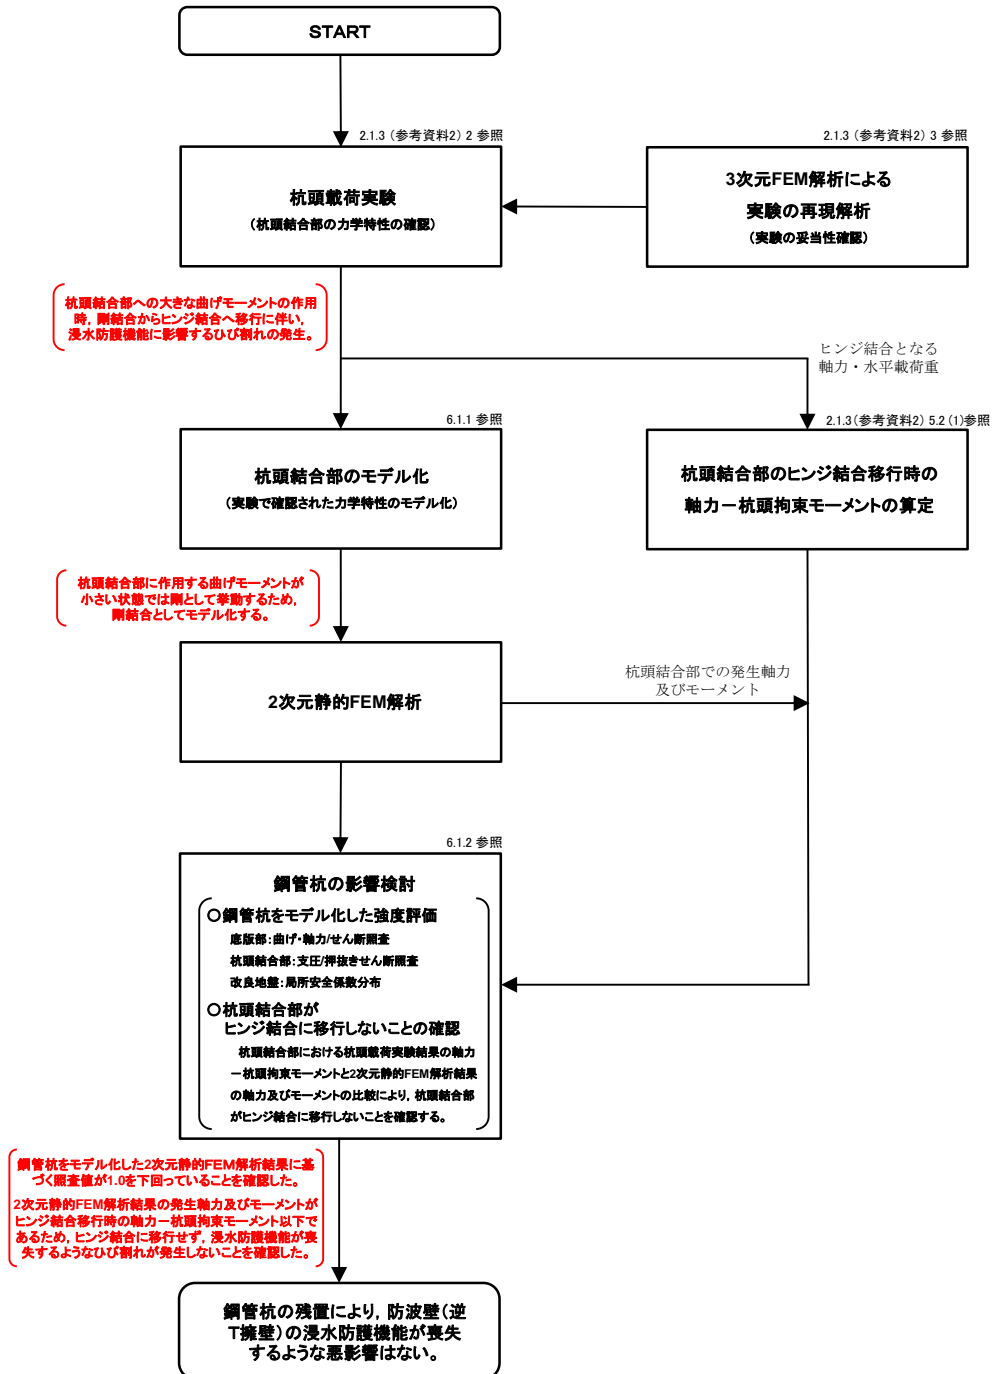 START
2.1.3（参考資料2）2 参照
杭頭載荷実験
（杭頭結合部の力学特性の確認）
2.1.3（参考資料2）3 参照
3次元FEM解析による
実験の再現解析
（実験の妥当性確認）
杭頭結合部への大きな曲げモーメントの作用
時，剛結合からヒンジ結合へ移行に伴い，
浸水防護機能に影響するひび割れの発生。
ヒンジ結合となる
軸力・水平載荷重
6.1.1 参照
杭頭結合部のモデル化
（実験で確認された力学特性のモデル化）
2.1.3（参考資料2）5.2（1）参照
杭頭結合部のヒンジ結合移行時の
軸力－杭頭拘束モーメントの算定
杭頭結合部に作用する曲げモーメントが
小さい状態では剛として挙動するため，
剛結合としてモデル化する。
2次元静的FEM解析
杭頭結合部での発生軸力
及びモーメント
6.1.2 参照
鋼管杭の影響検討
○鋼管杭をモデル化した強度評価
底版部：曲げ・軸力/せん断照査
杭頭結合部：支圧/押抜きせん断照査
改良地盤：局所安全係数分布
○杭頭結合部が
ヒンジ結合に移行しないことの確認
杭頭結合部における杭頭載荷実験結果の軸力
－杭頭拘束モーメントと2次元静的FEM解析結果
の軸力及びモーメントの比較により，杭頭結合部
がヒンジ結合に移行しないことを確認する。
鋼管杭をモデル化した2次元静的FEM解析結果に基
づく照査値が1.0を下回っていることを確認した。
2次元静的FEM解析結果の発生軸力及びモーメントが
ヒンジ結合移行時の軸力－杭頭拘束モーメント以下で
あるため，ヒンジ結合に移行せず，浸水防護機能が喪
失するようなひび割れが発生しないことを確認した。
鋼管杭の残置により，防波壁（逆
T擁壁）の浸水防護機能が喪失
するような悪影響はない。